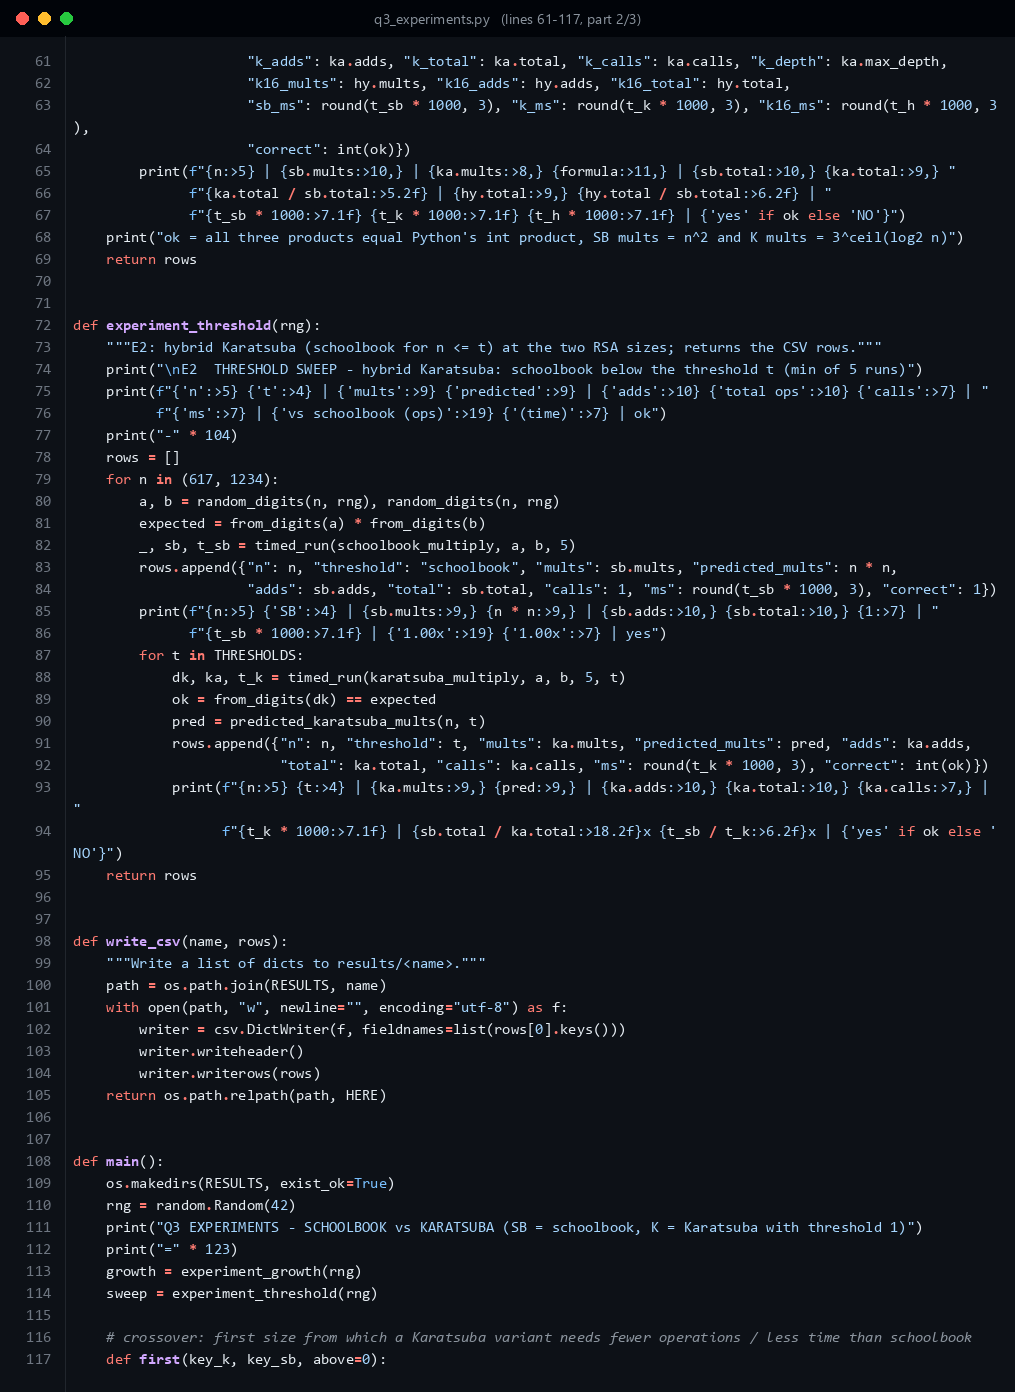 q3_experiments.py   (lines 61-117, part 2/3)
61                      "k_adds": ka.adds, "k_total": ka.total, "k_calls": ka.calls, "k_depth": ka.max_depth,
62                      "k16_mults": hy.mults, "k16_adds": hy.adds, "k16_total": hy.total,
63                      "sb_ms": round(t_sb * 1000, 3), "k_ms": round(t_k * 1000, 3), "k16_ms": round(t_h * 1000, 3
),
64                      "correct": int(ok)})
65         print(f"{n:>5} | {sb.mults:>10,} | {ka.mults:>8,} {formula:>11,} | {sb.total:>10,} {ka.total:>9,} "
66               f"{ka.total / sb.total:>5.2f} | {hy.total:>9,} {hy.total / sb.total:>6.2f} | "
67               f"{t_sb * 1000:>7.1f} {t_k * 1000:>7.1f} {t_h * 1000:>7.1f} | {'yes' if ok else 'NO'}")
68     print("ok = all three products equal Python's int product, SB mults = n^2 and K mults = 3^ceil(log2 n)")
69     return rows
70
71
72 def experiment_threshold(rng):
73     """E2: hybrid Karatsuba (schoolbook for n <= t) at the two RSA sizes; returns the CSV rows."""
74     print("\nE2  THRESHOLD SWEEP - hybrid Karatsuba: schoolbook below the threshold t (min of 5 runs)")
75     print(f"{'n':>5} {'t':>4} | {'mults':>9} {'predicted':>9} | {'adds':>10} {'total ops':>10} {'calls':>7} | "
76           f"{'ms':>7} | {'vs schoolbook (ops)':>19} {'(time)':>7} | ok")
77     print("-" * 104)
78     rows = []
79     for n in (617, 1234):
80         a, b = random_digits(n, rng), random_digits(n, rng)
81         expected = from_digits(a) * from_digits(b)
82         _, sb, t_sb = timed_run(schoolbook_multiply, a, b, 5)
83         rows.append({"n": n, "threshold": "schoolbook", "mults": sb.mults, "predicted_mults": n * n,
84                      "adds": sb.adds, "total": sb.total, "calls": 1, "ms": round(t_sb * 1000, 3), "correct": 1})
85         print(f"{n:>5} {'SB':>4} | {sb.mults:>9,} {n * n:>9,} | {sb.adds:>10,} {sb.total:>10,} {1:>7} | "
86               f"{t_sb * 1000:>7.1f} | {'1.00x':>19} {'1.00x':>7} | yes")
87         for t in THRESHOLDS:
88             dk, ka, t_k = timed_run(karatsuba_multiply, a, b, 5, t)
89             ok = from_digits(dk) == expected
90             pred = predicted_karatsuba_mults(n, t)
91             rows.append({"n": n, "threshold": t, "mults": ka.mults, "predicted_mults": pred, "adds": ka.adds,
92                          "total": ka.total, "calls": ka.calls, "ms": round(t_k * 1000, 3), "correct": int(ok)})
93             print(f"{n:>5} {t:>4} | {ka.mults:>9,} {pred:>9,} | {ka.adds:>10,} {ka.total:>10,} {ka.calls:>7,} |
"
94                   f"{t_k * 1000:>7.1f} | {sb.total / ka.total:>18.2f}x {t_sb / t_k:>6.2f}x | {'yes' if ok else '
NO'}")
95     return rows
96
97
98 def write_csv(name, rows):
99     """Write a list of dicts to results/<name>."""
100     path = os.path.join(RESULTS, name)
101     with open(path, "w", newline="", encoding="utf-8") as f:
102         writer = csv.DictWriter(f, fieldnames=list(rows[0].keys()))
103         writer.writeheader()
104         writer.writerows(rows)
105     return os.path.relpath(path, HERE)
106
107
108 def main():
109     os.makedirs(RESULTS, exist_ok=True)
110     rng = random.Random(42)
111     print("Q3 EXPERIMENTS - SCHOOLBOOK vs KARATSUBA (SB = schoolbook, K = Karatsuba with threshold 1)")
112     print("=" * 123)
113     growth = experiment_growth(rng)
114     sweep = experiment_threshold(rng)
115
116     # crossover: first size from which a Karatsuba variant needs fewer operations / less time than schoolbook
117     def first(key_k, key_sb, above=0):